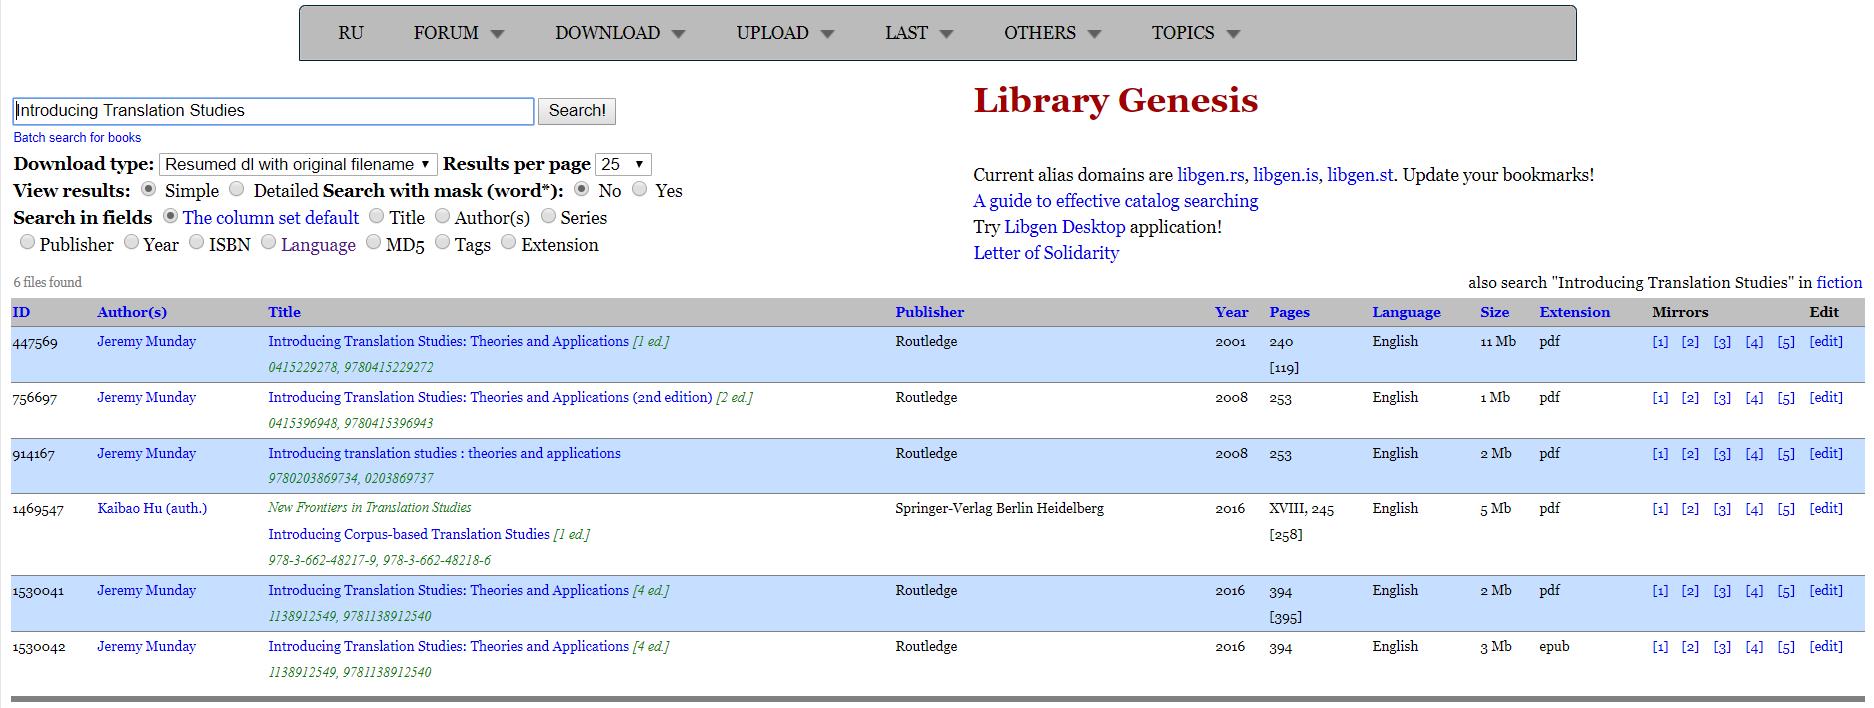 RU FORUM DOWNLOAD UPLOAD LAST OTHERS TOPICS
Introducing Translation Studies Search!
Batch search for books
Download type: Resumed dl with original filename Results per page 25
View results: Simple Detailed Search with mask (word*): No Yes
Search in fields The column set default Title Author(s) Series
Publisher Year ISBN Language MD5 Tags Extension
Library Genesis
Current alias domains are libgen.rs, libgen.is, libgen.st. Update your bookmarks!
A guide to effective catalog searching
Try Libgen Desktop application!
Letter of Solidarity
6 files found
also search "Introducing Translation Studies" in fiction
ID Author(s) Title Publisher Year Pages Language Size Extension Mirrors Edit
447569 Jeremy Munday Introducing Translation Studies: Theories and Applications [1 ed.] Routledge 2001 240 English 11 Mb pdf [1] [2] [3] [4] [5] [edit]
0415229278, 9780415229272 [119]
756697 Jeremy Munday Introducing Translation Studies: Theories and Applications (2nd edition) [2 ed.] Routledge 2008 253 English 1 Mb pdf [1] [2] [3] [4] [5] [edit]
0415396948, 9780415396943
914167 Jeremy Munday Introducing translation studies : theories and applications Routledge 2008 253 English 2 Mb pdf [1] [2] [3] [4] [5] [edit]
9780203869734, 0203869737
1469547 Kaibao Hu (auth.) New Frontiers in Translation Studies Springer-Verlag Berlin Heidelberg 2016 XVIII, 245 English 5 Mb pdf [1] [2] [3] [4] [5] [edit]
Introducing Corpus-based Translation Studies [1 ed.] [258]
978-3-662-48217-9, 978-3-662-48218-6
1530041 Jeremy Munday Introducing Translation Studies: Theories and Applications [4 ed.] Routledge 2016 394 English 2 Mb pdf [1] [2] [3] [4] [5] [edit]
1138912549, 9781138912540 [395]
1530042 Jeremy Munday Introducing Translation Studies: Theories and Applications [4 ed.] Routledge 2016 394 English 3 Mb epub [1] [2] [3] [4] [5] [edit]
1138912549, 9781138912540